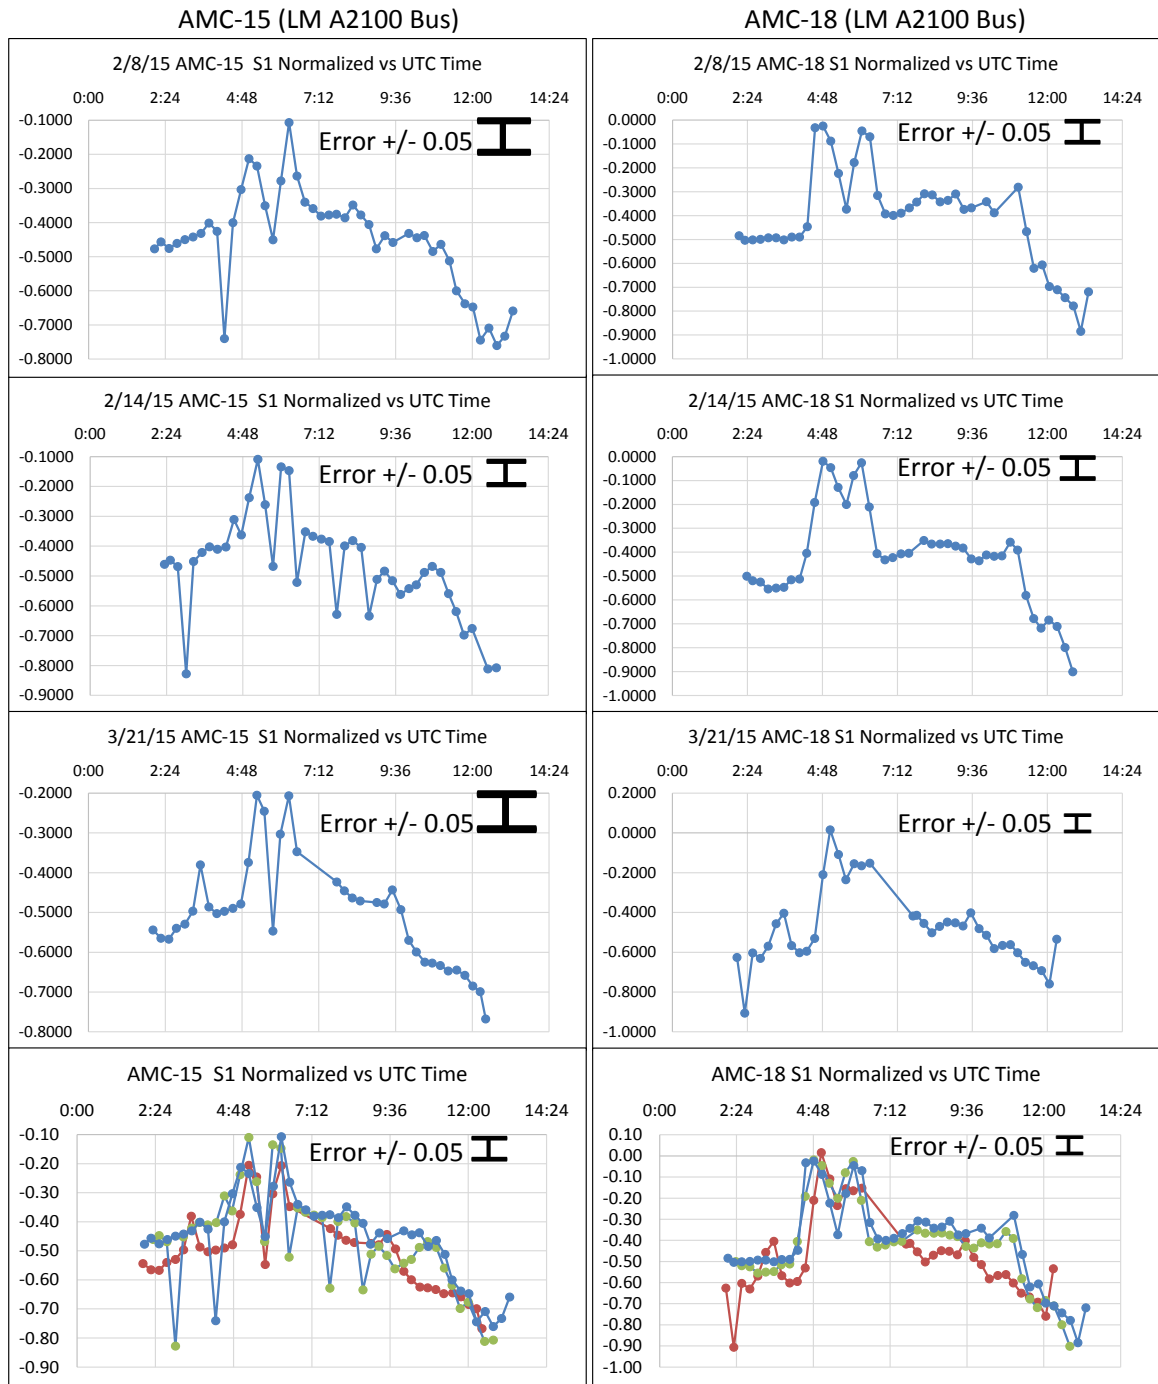 AMC-15 (LM A2100 Bus)
AMC-18 (LM A2100 Bus)
2/8/15 AMC-15  S1 Normalized vs UTC Time
0:00 2:24 4:48 7:12 9:36 12:00 14:24
Error +/- 0.05
-0.1000
-0.2000
-0.3000
-0.4000
-0.5000
-0.6000
-0.7000
-0.8000
2/8/15 AMC-18 S1 Normalized vs UTC Time
0:00 2:24 4:48 7:12 9:36 12:00 14:24
Error +/- 0.05
0.0000
-0.1000
-0.2000
-0.3000
-0.4000
-0.5000
-0.6000
-0.7000
-0.8000
-0.9000
-1.0000
2/14/15 AMC-15  S1 Normalized vs UTC Time
0:00 2:24 4:48 7:12 9:36 12:00 14:24
Error +/- 0.05
-0.1000
-0.2000
-0.3000
-0.4000
-0.5000
-0.6000
-0.7000
-0.8000
-0.9000
2/14/15 AMC-18 S1 Normalized vs UTC Time
0:00 2:24 4:48 7:12 9:36 12:00 14:24
Error +/- 0.05
0.0000
-0.1000
-0.2000
-0.3000
-0.4000
-0.5000
-0.6000
-0.7000
-0.8000
-0.9000
-1.0000
3/21/15 AMC-15  S1 Normalized vs UTC Time
0:00 2:24 4:48 7:12 9:36 12:00 14:24
Error +/- 0.05
-0.2000
-0.3000
-0.4000
-0.5000
-0.6000
-0.7000
-0.8000
3/21/15 AMC-18 S1 Normalized vs UTC Time
0:00 2:24 4:48 7:12 9:36 12:00 14:24
Error +/- 0.05
0.2000
0.0000
-0.2000
-0.4000
-0.6000
-0.8000
-1.0000
AMC-15  S1 Normalized vs UTC Time
0:00 2:24 4:48 7:12 9:36 12:00 14:24
Error +/- 0.05
-0.10
-0.20
-0.30
-0.40
-0.50
-0.60
-0.70
-0.80
-0.90
AMC-18 S1 Normalized vs UTC Time
0:00 2:24 4:48 7:12 9:36 12:00 14:24
Error +/- 0.05
0.10
0.00
-0.10
-0.20
-0.30
-0.40
-0.50
-0.60
-0.70
-0.80
-0.90
-1.00